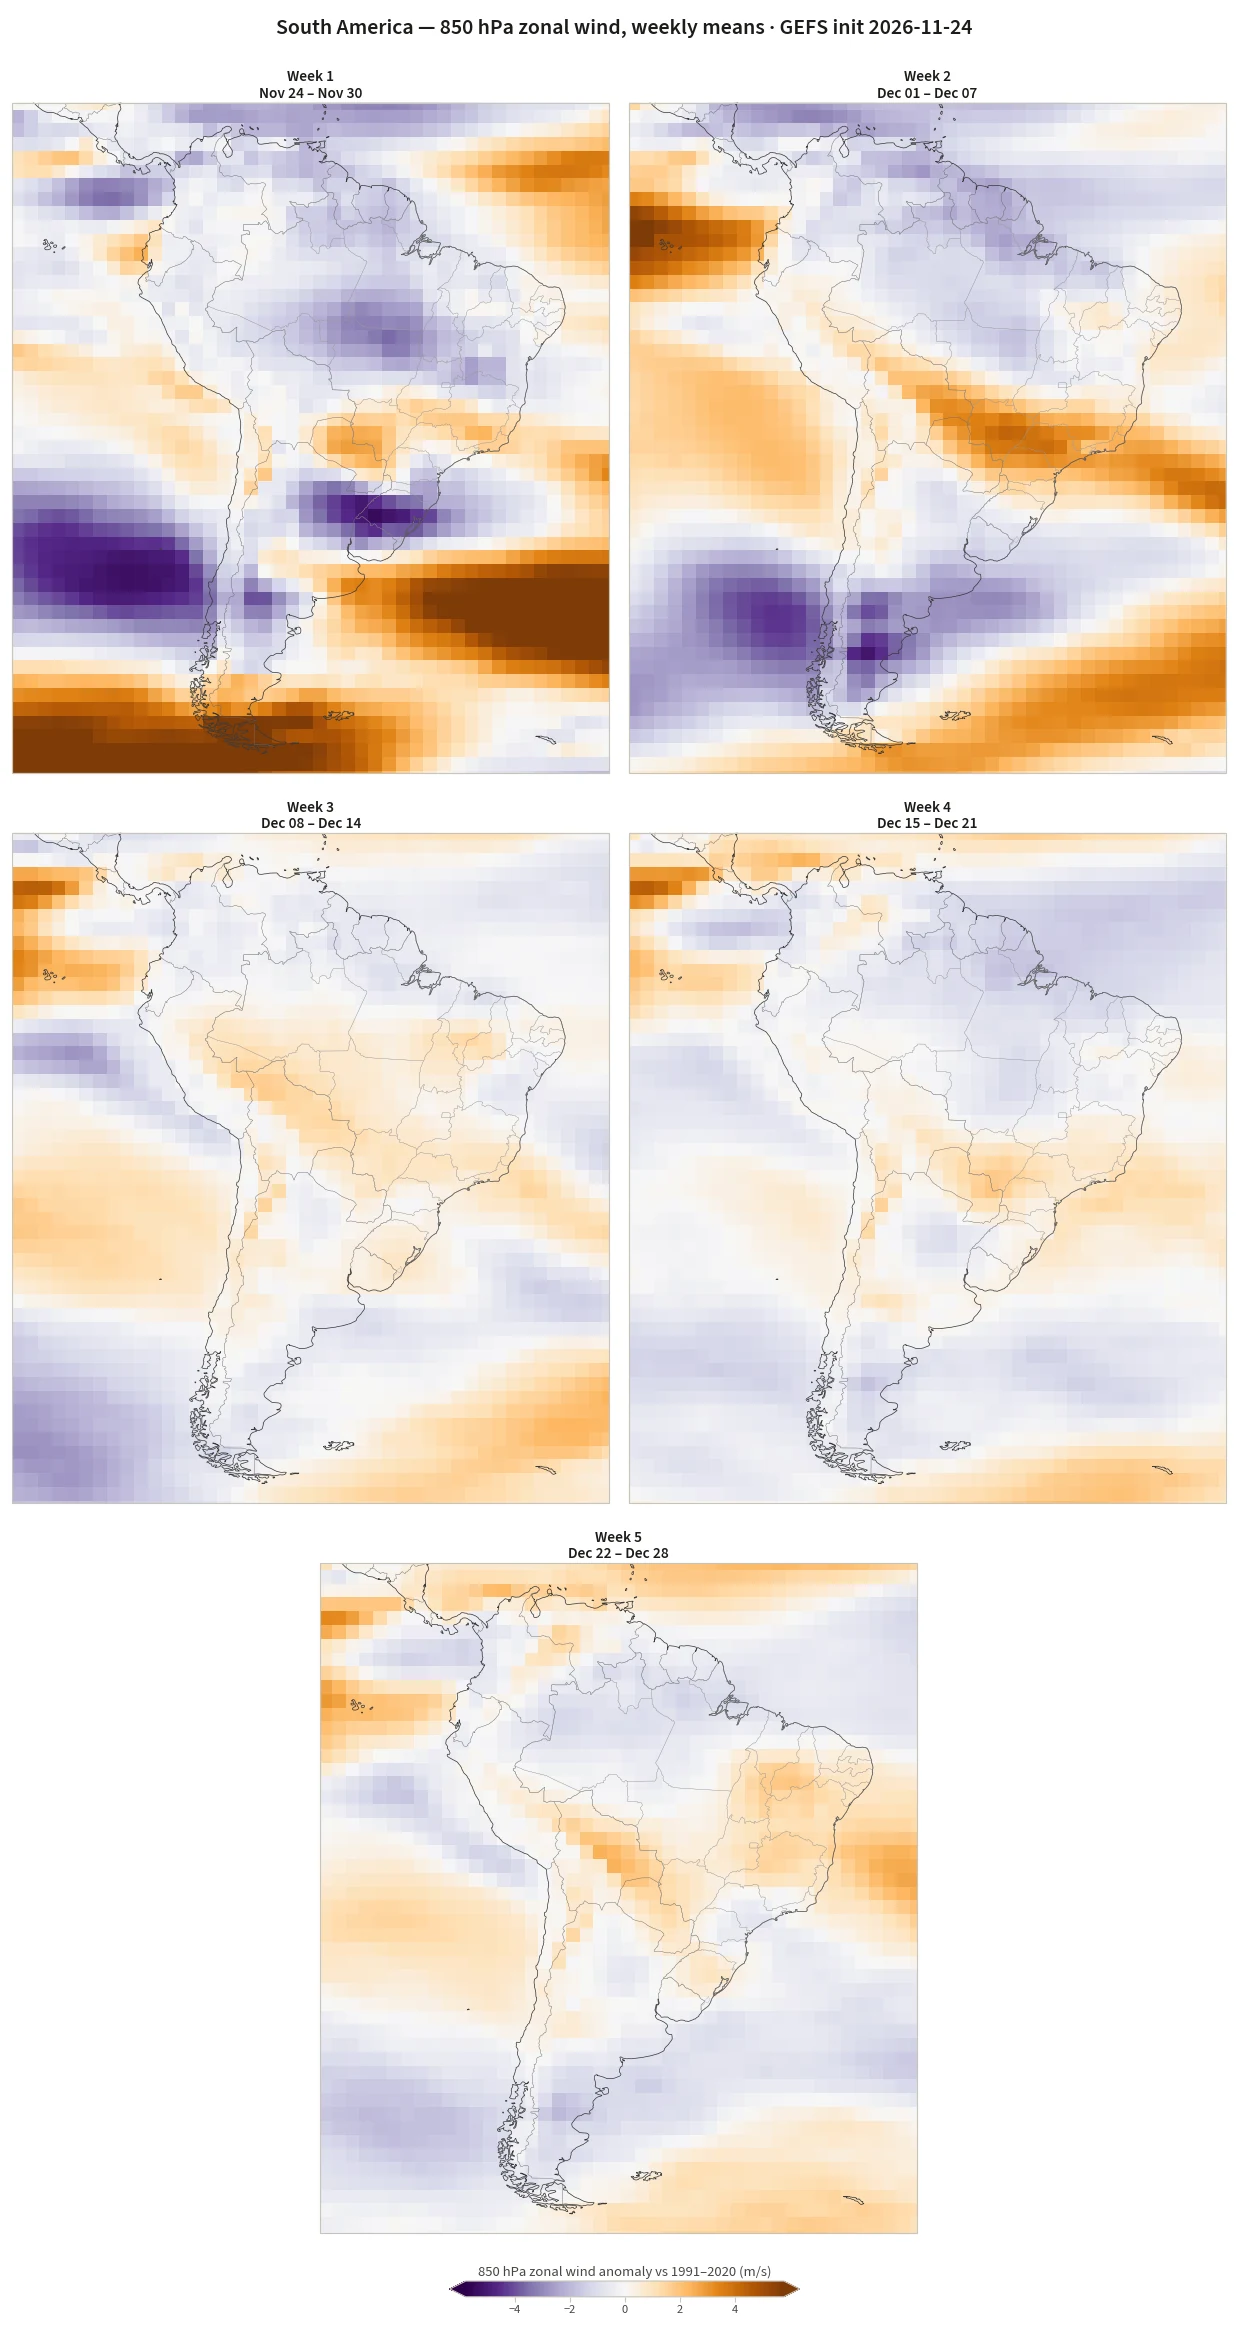 South America — 850 hPa zonal wind, weekly means · GEFS init 2026-11-24
Week 1
Nov 24 – Nov 30
Week 2
Dec 01 – Dec 07
Week 3
Dec 08 – Dec 14
Week 4
Dec 15 – Dec 21
Week 5
Dec 22 – Dec 28
850 hPa zonal wind anomaly vs 1991–2020 (m/s)
−4 −2 0 2 4